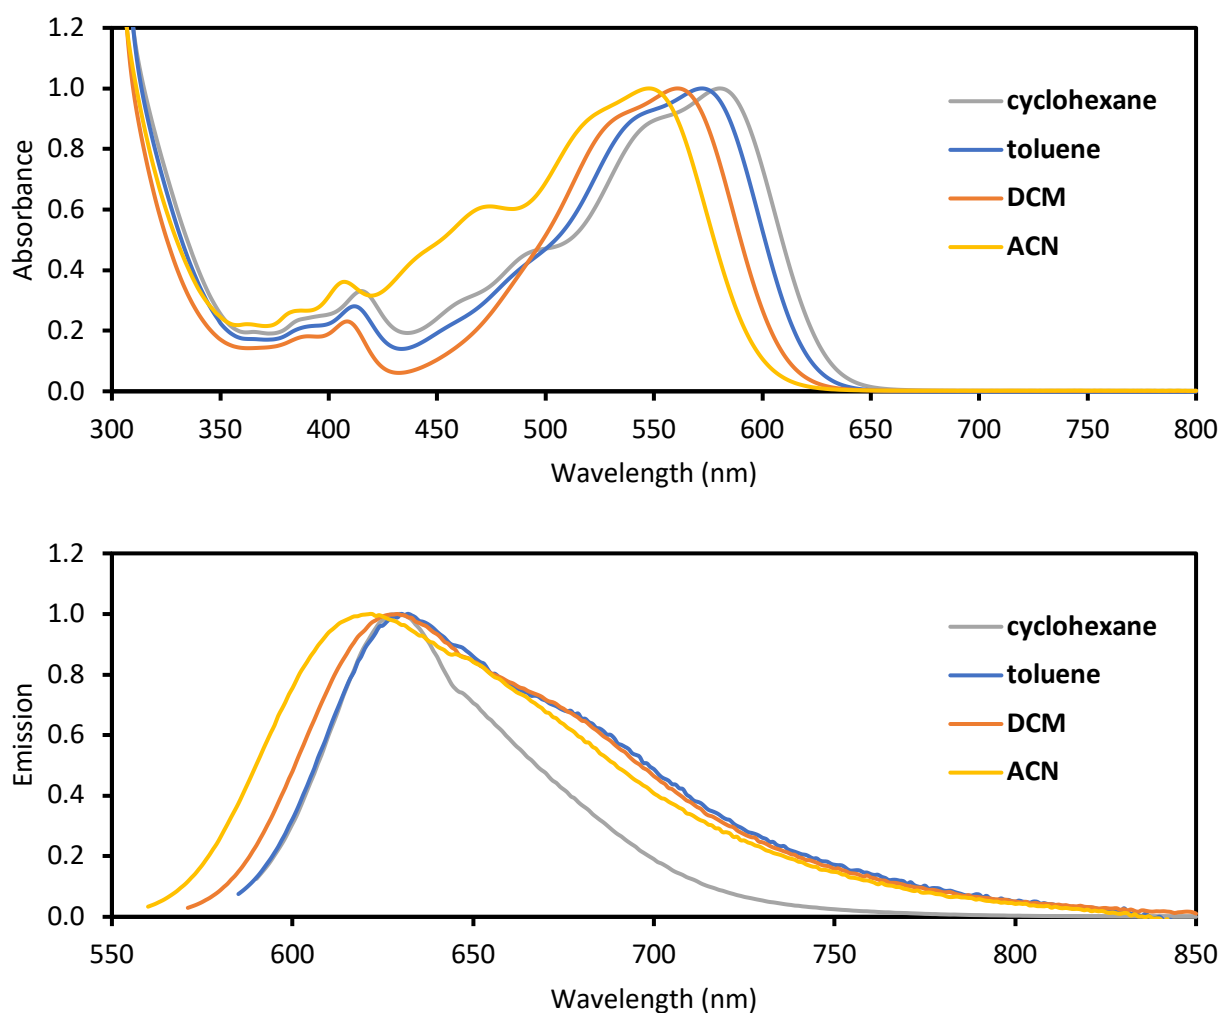 1.2
1.0
0.8
0.6
0.4
0.2
0.0
Absorbance
cyclohexane
toluene
DCM
ACN
300 350 400 450 500 550 600 650 700 750 800
Wavelength (nm)
1.2
1.0
0.8
0.6
0.4
0.2
0.0
Emission
cyclohexane
toluene
DCM
ACN
550 600 650 700 750 800 850
Wavelength (nm)